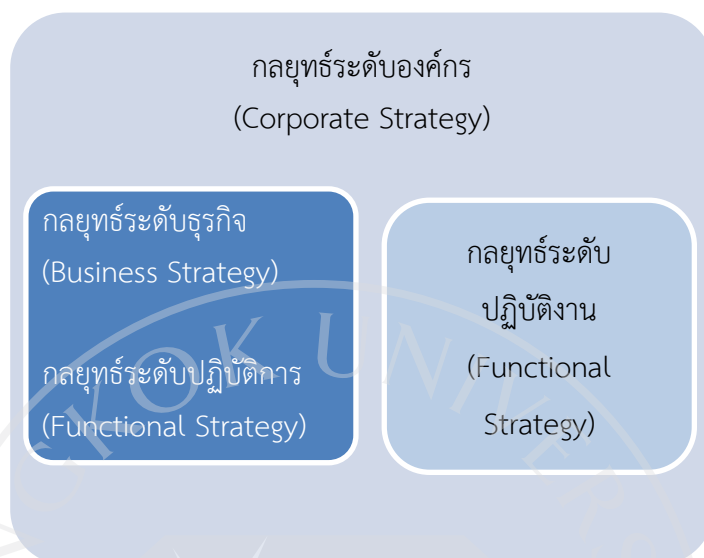 กลยุทธ์ระดับองค์กร
(Corporate Strategy)
กลยุทธ์ระดับธุรกิจ
(Business Strategy)
กลยุทธ์ระดับปฏิบัติการ
(Functional Strategy)
กลยุทธ์ระดับ
ปฏิบัติงาน
(Functional
Strategy)